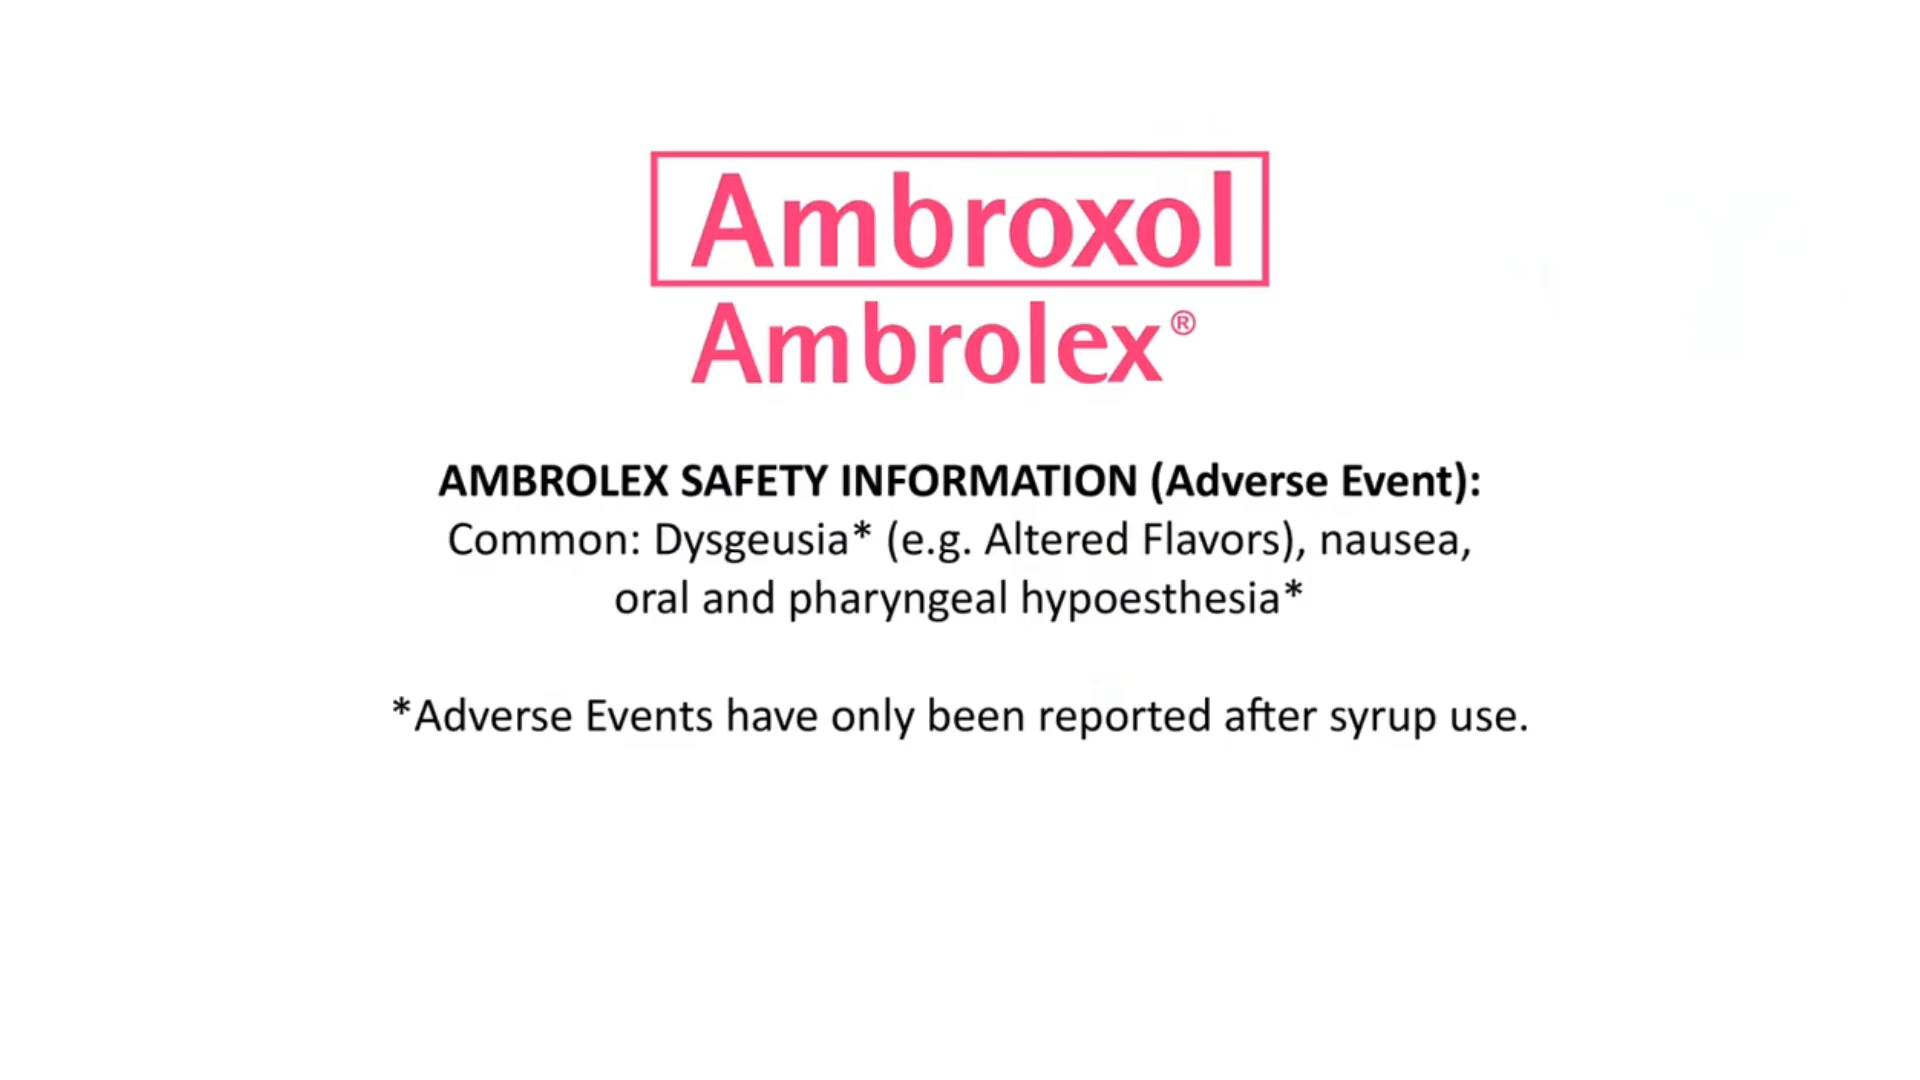 Ambroxol
Ambrolex®
AMBROLEX SAFETY INFORMATION (Adverse Event):
Common: Dysgeusia* (e.g. Altered Flavors), nausea,
oral and pharyngeal hypoesthesia*
*Adverse Events have only been reported after syrup use.